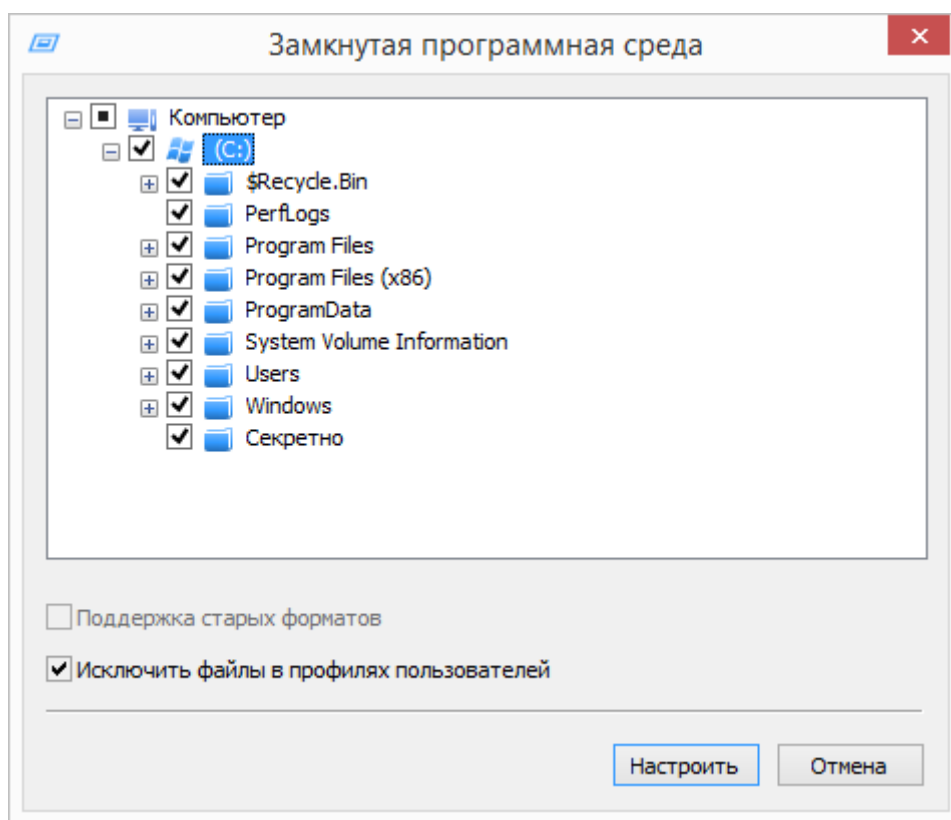 Замкнутая программная среда
Компьютер
(C:)
$Recycle.Bin
PerfLogs
Program Files
Program Files (x86)
ProgramData
System Volume Information
Users
Windows
Секретно
Поддержка старых форматов
Исключить файлы в профилях пользователей
Настроить Отмена